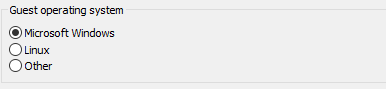 Guest operating system
Microsoft Windows
Linux
Other